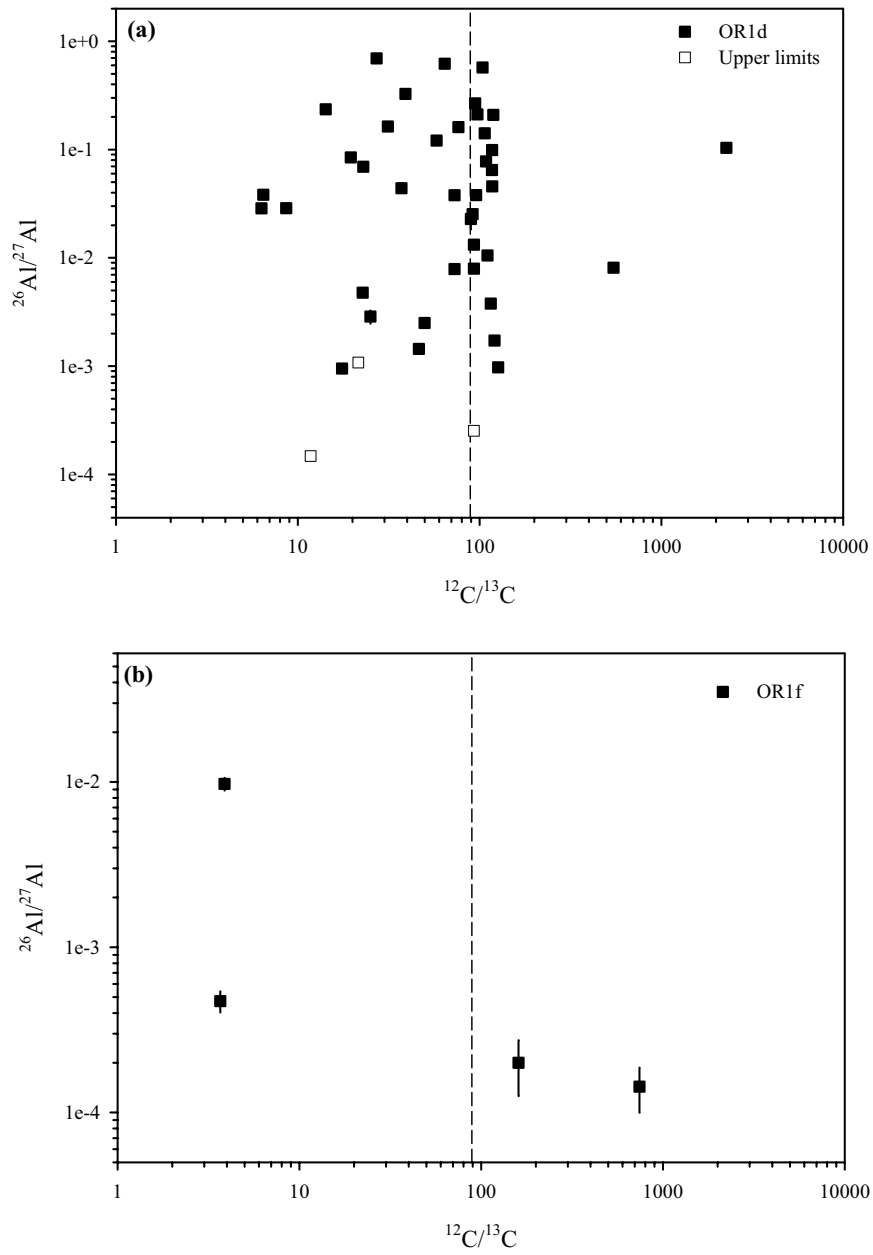 (a)
OR1d
Upper limits
1e+0
1e-1
1e-2
1e-3
1e-4
²⁶Al/²⁷Al
1 10 100 1000 10000
¹²C/¹³C
(b)
OR1f
1e-2
1e-3
1e-4
²⁶Al/²⁷Al
1 10 100 1000 10000
¹²C/¹³C